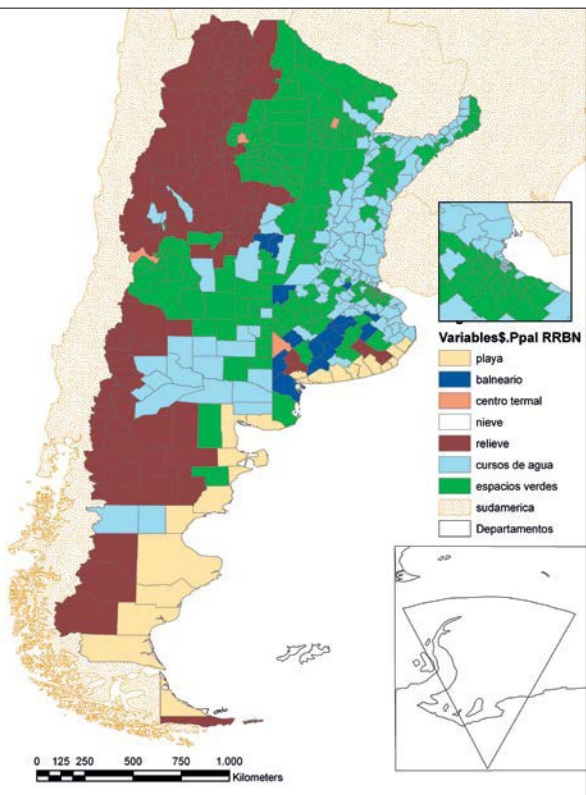 Variables$.Ppal RRBN
playa
balneario
centro termal
nieve
relieve
cursos de agua
espacios verdes
sudamerica
Departamentos
0 125 250 500 750 1.000
Kilometers